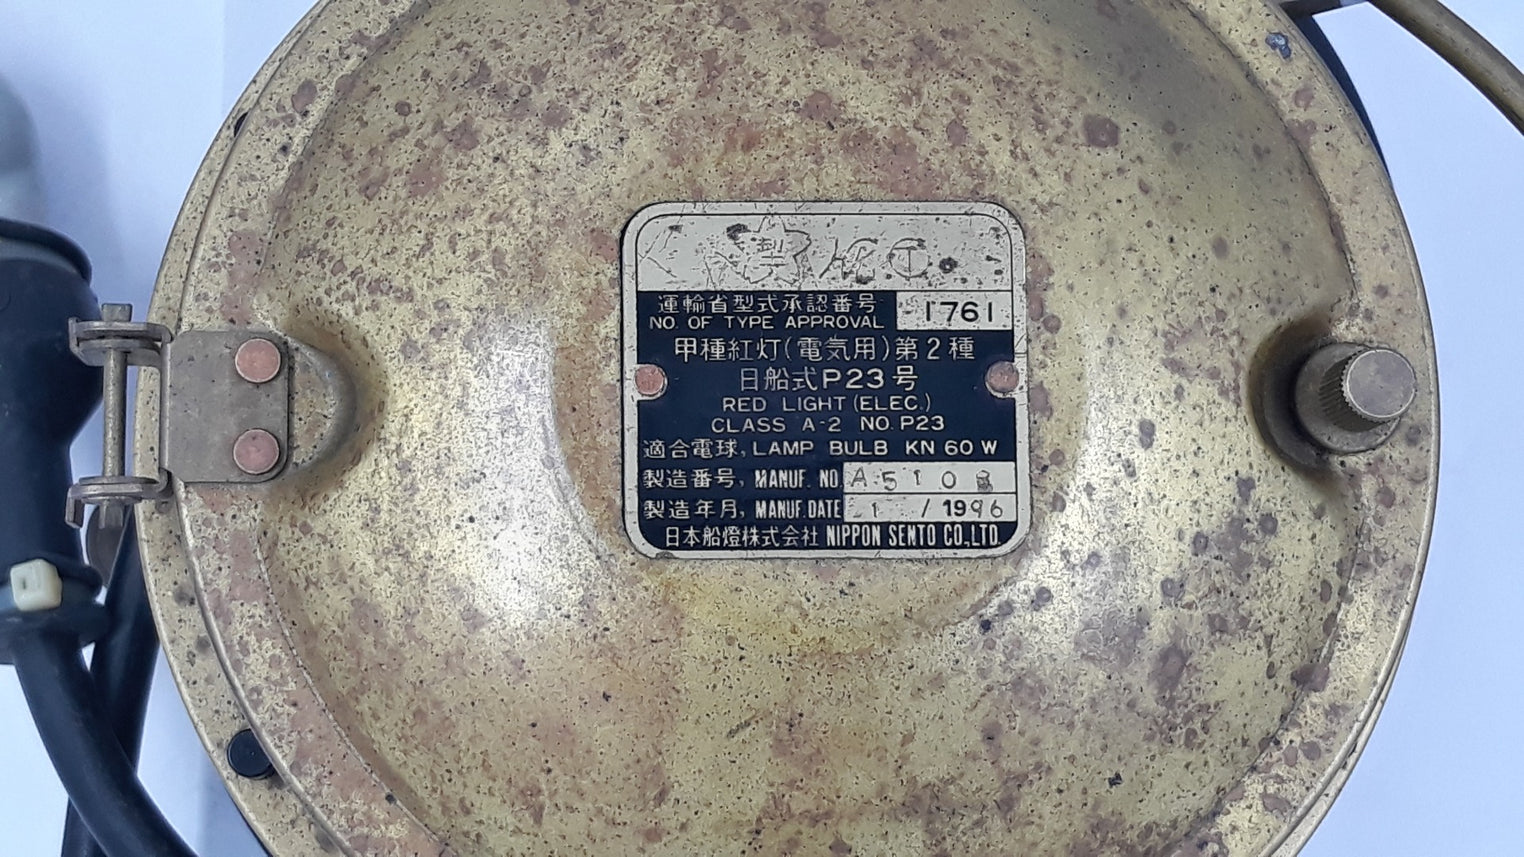 製
運輸省型式承認番号
NO. OF TYPE APPROVAL 1761
甲種紅灯(電気用)第2種
日船式P23号
RED LIGHT (ELEC.)
CLASS A-2 NO. P23
適合電球, LAMP BULB KN 60 W
製造番号, MANUF. NO. A5108
製造年月, MANUF. DATE 1 / 1996
日本船燈株式会社 NIPPON SENTO CO.,LTD.